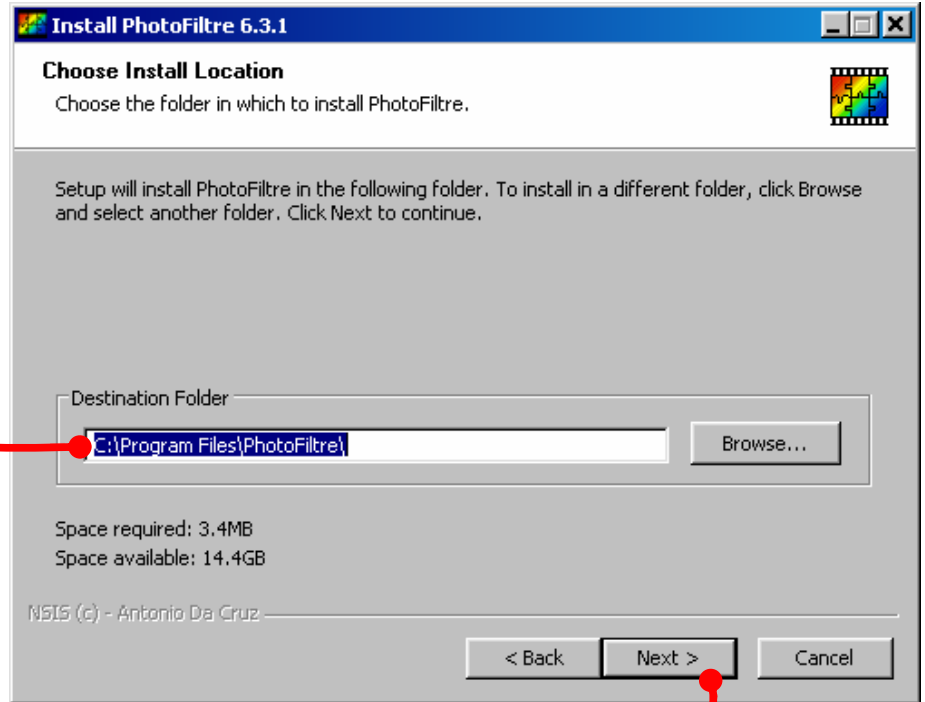 Install PhotoFiltre 6.3.1
Choose Install Location
Choose the folder in which to install PhotoFiltre.
Setup will install PhotoFiltre in the following folder. To install in a different folder, click Browse
and select another folder. Click Next to continue.
Destination Folder
C:\Program Files\PhotoFiltre\
Browse...
Space required: 3.4MB
Space available: 14.4GB
NSIS (c) - Antonio Da Cruz
< Back Next > Cancel